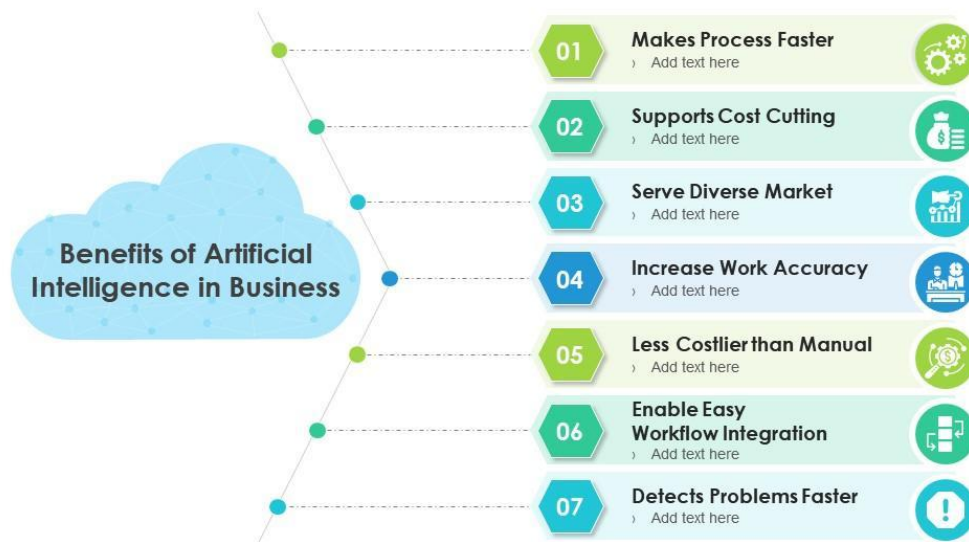 Benefits of Artificial
Intelligence in Business
01
Makes Process Faster
› Add text here
02
Supports Cost Cutting
› Add text here
03
Serve Diverse Market
› Add text here
04
Increase Work Accuracy
› Add text here
05
Less Costlier than Manual
› Add text here
06
Enable Easy
Workflow Integration
› Add text here
07
Detects Problems Faster
› Add text here